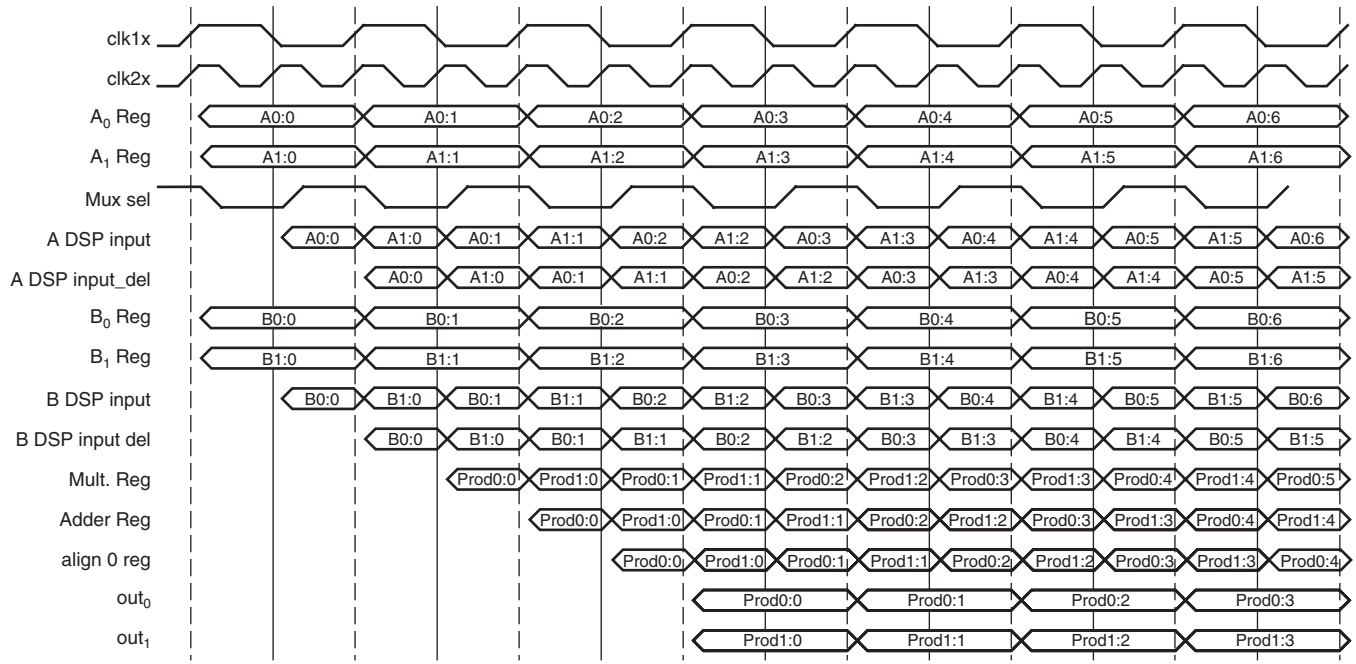 clk1x
clk2x
A0 Reg A0:0 A0:1 A0:2 A0:3 A0:4 A0:5 A0:6
A1 Reg A1:0 A1:1 A1:2 A1:3 A1:4 A1:5 A1:6
Mux sel
A DSP input A0:0 A1:0 A0:1 A1:1 A0:2 A1:2 A0:3 A1:3 A0:4 A1:4 A0:5 A1:5 A0:6
A DSP input_del A0:0 A1:0 A0:1 A1:1 A0:2 A1:2 A0:3 A1:3 A0:4 A1:4 A0:5 A1:5
B0 Reg B0:0 B0:1 B0:2 B0:3 B0:4 B0:5 B0:6
B1 Reg B1:0 B1:1 B1:2 B1:3 B1:4 B1:5 B1:6
B DSP input B0:0 B1:0 B0:1 B1:1 B0:2 B1:2 B0:3 B1:3 B0:4 B1:4 B0:5 B1:5 B0:6
B DSP input del B0:0 B1:0 B0:1 B1:1 B0:2 B1:2 B0:3 B1:3 B0:4 B1:4 B0:5 B1:5
Mult. Reg Prod0:0 Prod1:0 Prod0:1 Prod1:1 Prod0:2 Prod1:2 Prod0:3 Prod1:3 Prod0:4 Prod1:4 Prod0:5
Adder Reg Prod0:0 Prod1:0 Prod0:1 Prod1:1 Prod0:2 Prod1:2 Prod0:3 Prod1:3 Prod0:4 Prod1:4
align 0 reg Prod0:0 Prod1:0 Prod0:1 Prod1:1 Prod0:2 Prod1:2 Prod0:3 Prod1:3 Prod0:4
out0 Prod0:0 Prod0:1 Prod0:2 Prod0:3
out1 Prod1:0 Prod1:1 Prod1:2 Prod1:3